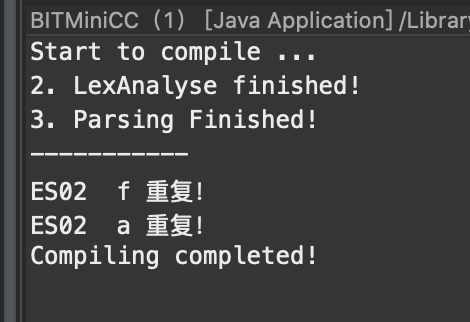 BITMiniCC (1) [Java Application] /Library
Start to compile ...
2. LexAnalyse finished!
3. Parsing Finished!
-----------
ES02  f 重复!
ES02  a 重复!
Compiling completed!